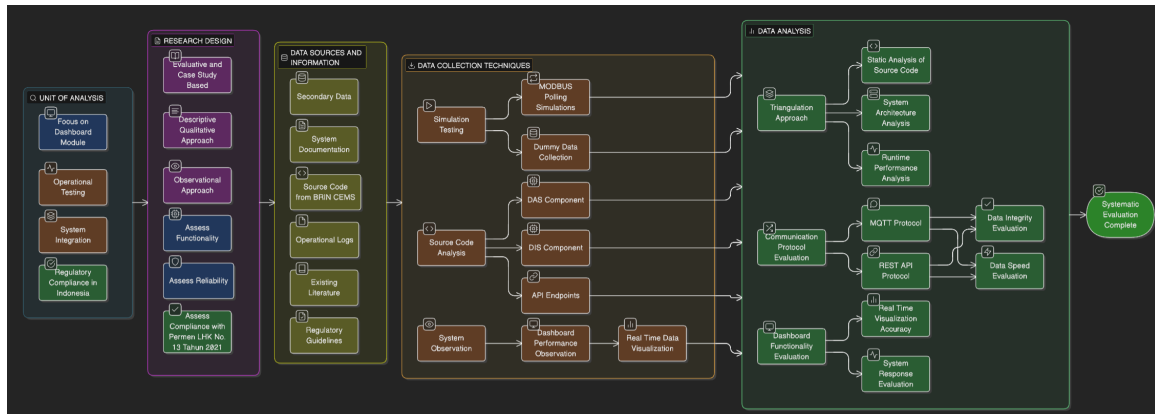 UNIT OF ANALYSIS
Focus on
Dashboard
Module
Operational
Testing
System
Integration
Regulatory
Compliance in
Indonesia
RESEARCH DESIGN
Evaluative and
Case Study
Based
Descriptive
Qualitative
Approach
Observational
Approach
Assess
Functionality
Assess Reliability
Assess
Compliance with
Permen LHK No.
13 Tahun 2021
DATA SOURCES AND
INFORMATION
Secondary Data
System
Documentation
Source Code
from BRIN CEMS
Operational Logs
Existing
Literature
Regulatory
Guidelines
DATA COLLECTION TECHNIQUES
Simulation
Testing
MODBUS
Polling
Simulations
Dummy Data
Collection
Source Code
Analysis
DAS Component
DIS Component
API Endpoints
System
Observation
Dashboard
Performance
Observation
Real Time Data
Visualization
DATA ANALYSIS
Triangulation
Approach
Static Analysis of
Source Code
System
Architecture
Analysis
Runtime
Performance
Analysis
Communication
Protocol
Evaluation
MQTT Protocol
REST API
Protocol
Data Integrity
Evaluation
Data Speed
Evaluation
Dashboard
Functionality
Evaluation
Real Time
Visualization
Accuracy
System
Response
Evaluation
Systematic
Evaluation
Complete